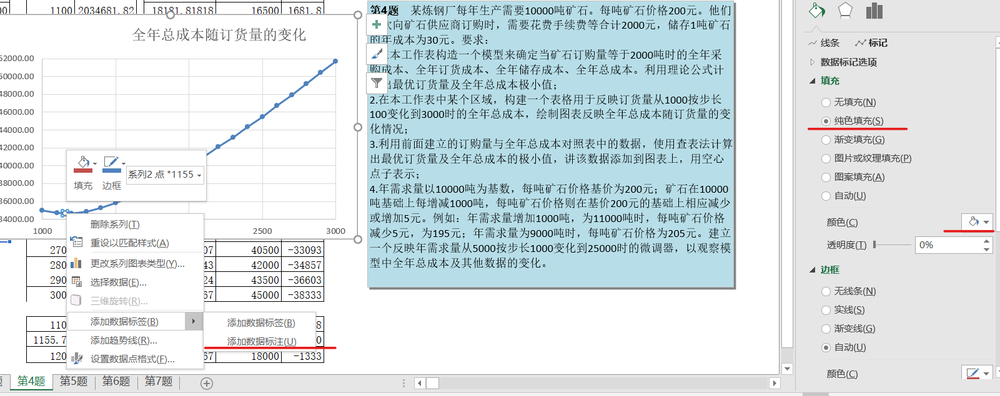 1100 2034681.82 18181.81818 16500 1681.8
全年总成本随订货量的变化
52000.00
50000.00
48000.00
46000.00
44000.00
42000.00
40000.00
38000.00
36000.00
34000.00
1000 2500 3000
填充 边框 系列2 点 "1155
删除系列(T)
重设以匹配样式(A)
更改系列图表类型(Y)...
选择数据(E)...
三维旋转(R)...
添加数据标签(B)
添加趋势线(R)...
设置数据点格式(F)...
添加数据标签(B)
添加数据标注(U)
270 07 40500 -33093
280 43 42000 -34857
290 24 43500 -36603
300 67 45000 -38333
110 8
1155.7 0
120 67 18000 -1333
第4题 某炼钢厂每年生产需要10000吨矿石。每吨矿石价格200元。他们
次向矿石供应商订购时，需要花费手续费等合计2000元，储存1吨矿石
的年成本为30元。要求：
本工作表构造一个模型来确定当矿石订购量等于2000吨时的全年采
购成本、全年订货成本、全年储存成本、全年总成本。利用理论公式计
出最优订货量及全年总成本极小值；
2.在本工作表中某个区域，构建一个表格用于反映订货量从1000按步长
100变化到3000时的全年总成本，绘制图表反映全年总成本随订货量的变
化情况；
3.利用前面建立的订购量与全年总成本对照表中的数据，使用查表法计算
出最优订货量及全年总成本的极小值，讲该数据添加到图表上，用空心
点子表示；
4.年需求量以10000吨为基数，每吨矿石价格基价为200元；矿石在10000
吨基础上每增减1000吨，每吨矿石价格则在基价200元的基础上相应减少
或增加5元。例如：年需求量增加1000吨，为11000吨时，每吨矿石价格
减少5元，为195元；年需求量为9000吨时，每吨矿石价格为205元。建立
一个反映年需求量从5000按步长1000变化到25000时的微调器，以观察模
型中全年总成本及其他数据的变化。
线条 标记
数据标记选项
填充
无填充(N)
纯色填充(S)
渐变填充(G)
图片或纹理填充(P)
图案填充(A)
自动(U)
颜色(C)
透明度(T) 0%
边框
无线条(N)
实线(S)
渐变线(G)
自动(U)
颜色(C)
第4题 第5题 第6题 第7题